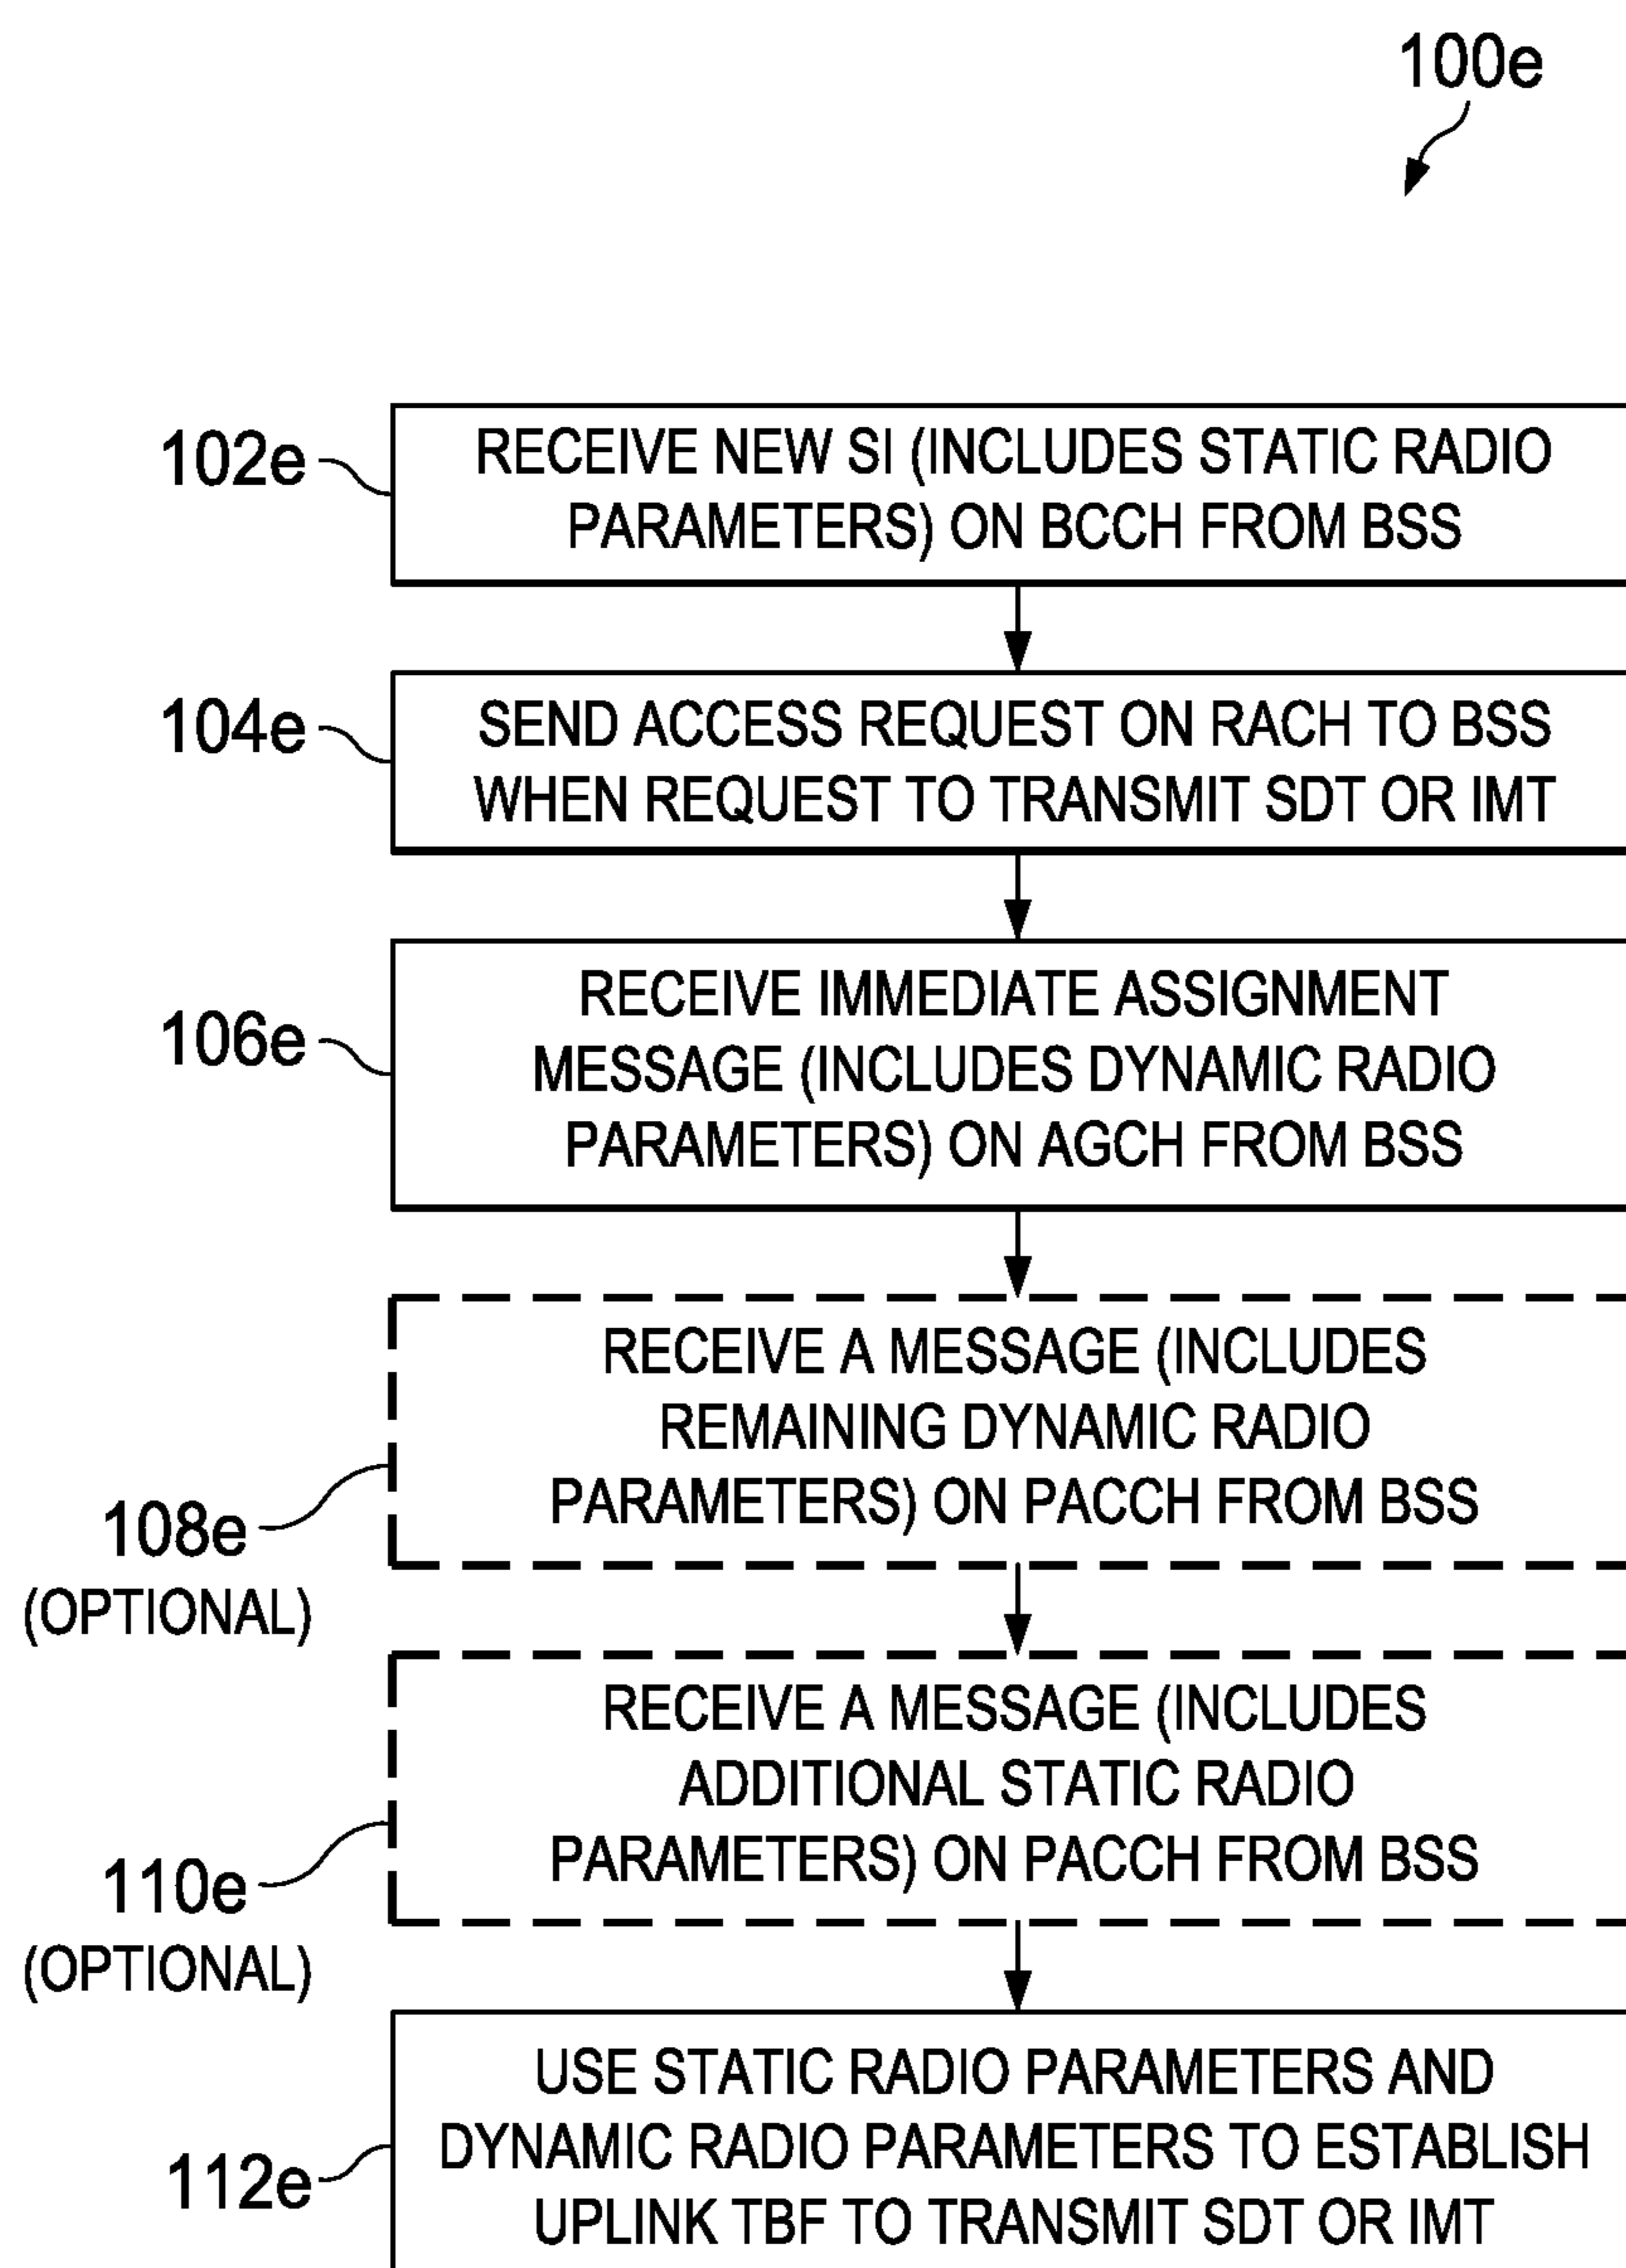 100e
102e
RECEIVE NEW SI (INCLUDES STATIC RADIO
PARAMETERS) ON BCCH FROM BSS
104e
SEND ACCESS REQUEST ON RACH TO BSS
WHEN REQUEST TO TRANSMIT SDT OR IMT
106e
RECEIVE IMMEDIATE ASSIGNMENT
MESSAGE (INCLUDES DYNAMIC RADIO
PARAMETERS) ON AGCH FROM BSS
108e
(OPTIONAL)
RECEIVE A MESSAGE (INCLUDES
REMAINING DYNAMIC RADIO
PARAMETERS) ON PACCH FROM BSS
110e
(OPTIONAL)
RECEIVE A MESSAGE (INCLUDES
ADDITIONAL STATIC RADIO
PARAMETERS) ON PACCH FROM BSS
112e
USE STATIC RADIO PARAMETERS AND
DYNAMIC RADIO PARAMETERS TO ESTABLISH
UPLINK TBF TO TRANSMIT SDT OR IMT